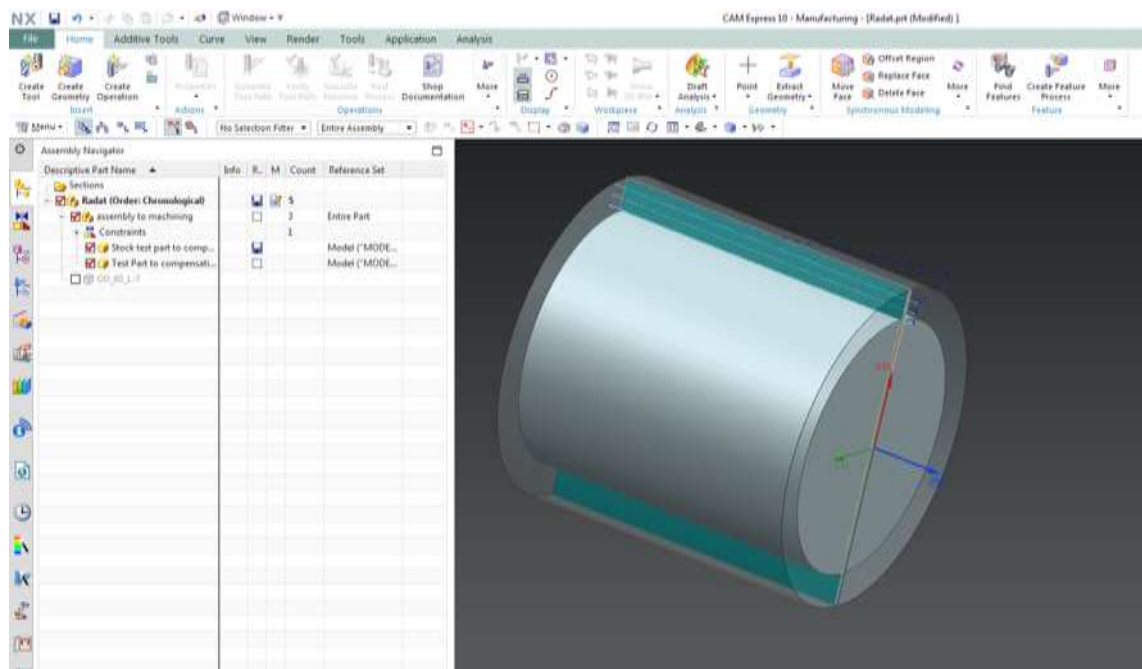 NX Window CAM Express 10 - Manufacturing - [Radat.prt (Modified) ]
File Home Additive Tools Curve View Render Tools Application Analysis
Create Tool Create Geometry Create Operation Properties Shop Documentation More Draft Analysis Point Extract Geometry Move Face Offset Region Replace Face Delete Face More Find Features Create Feature Process More
Insert Actions Operations Display Workpiece Analysis Geometry Synchronous Modeling Feature
Menu No Selection Filter Entire Assembly
Assembly Navigator
Descriptive Part Name Info R... M Count Reference Set
Sections
Radat (Order: Chronological) 5
assembly to machining 3 Entire Part
Constraints 1
Stock test part to comp... Model ("MODE...
Test Part to compensati... Model ("MODE...
OD_80_L-1